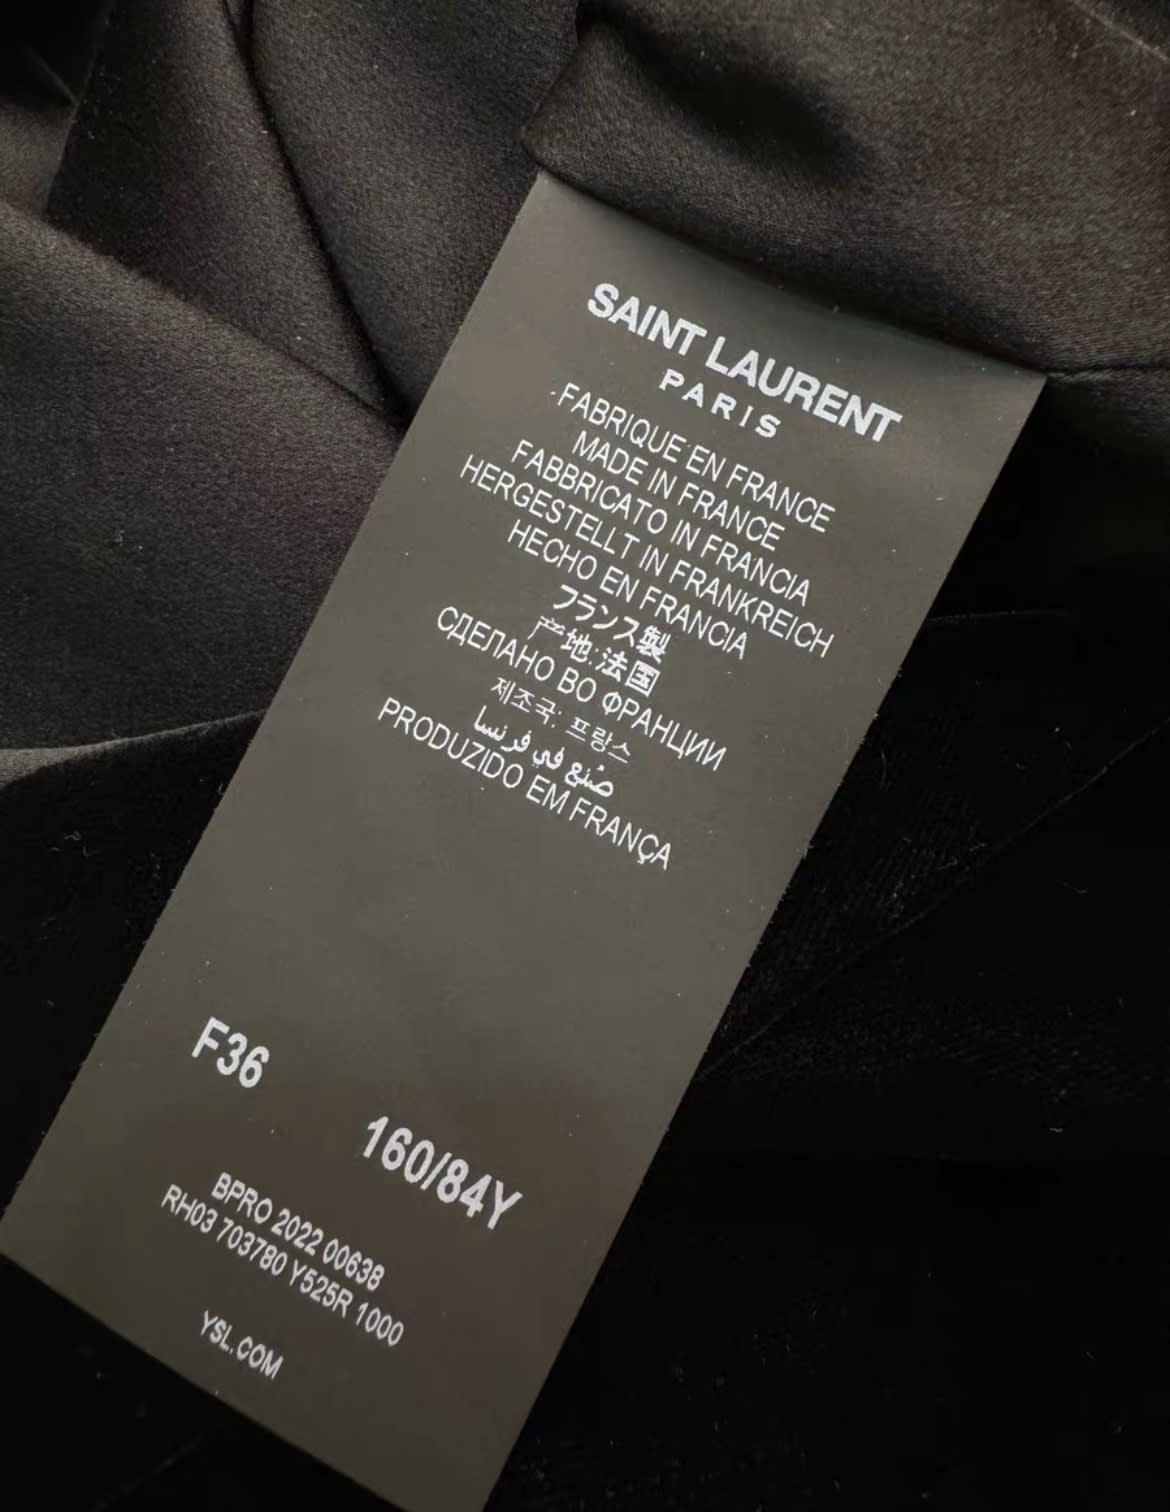 SAINT LAURENT
PARIS
FABRIQUE EN FRANCE
MADE IN FRANCE
FABBRICATO IN FRANCIA
HERGESTELLT IN FRANKREICH
HECHO EN FRANCIA
フランス製
产地:法国
СДЕЛАНО ВО ФРАНЦИИ
제조국: 프랑스
صُنع في فرنسا
PRODUZIDO EM FRANÇA
F36
160/84Y
BPRO 2022 00638
RH03 703780 Y525R 1000
YSL.COM